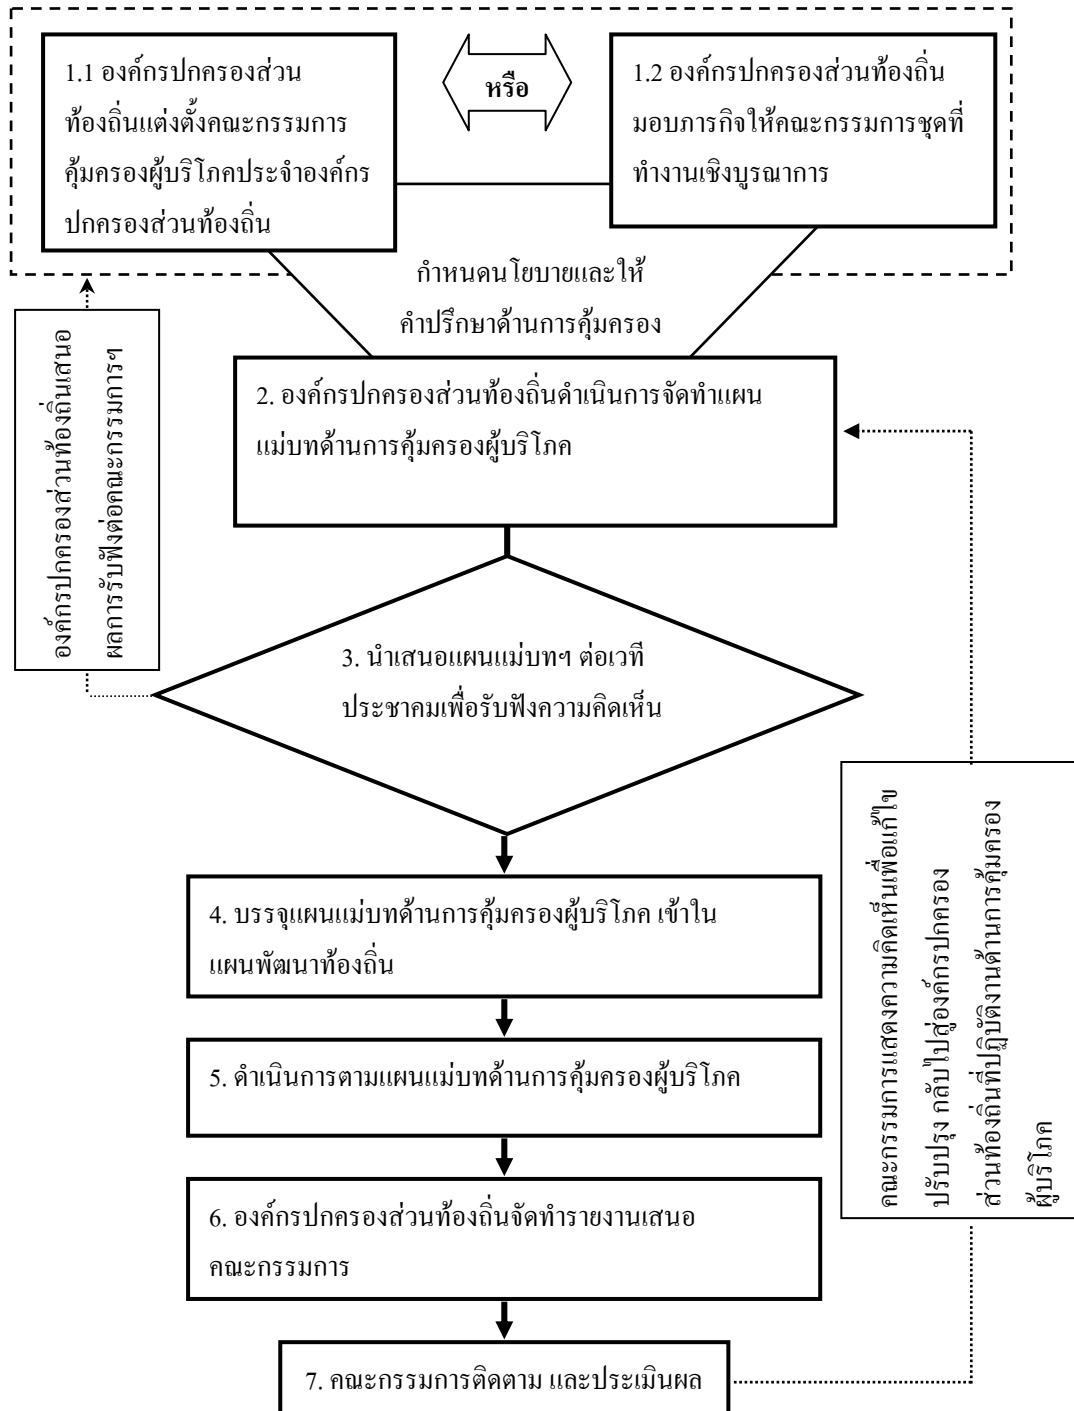 1.1 องค์กรปกครองส่วน
ท้องถิ่นแต่งตั้งคณะกรรมการ
คุ้มครองผู้บริโภคประจำองค์กร
ปกครองส่วนท้องถิ่น
หรือ
1.2 องค์กรปกครองส่วนท้องถิ่น
มอบภารกิจให้คณะกรรมการชุดที่
ทำงานเชิงบูรณาการ
กำหนดนโยบายและให้
คำปรึกษาด้านการคุ้มครอง
องค์กรปกครองส่วนท้องถิ่นเสนอ
ผลการรับฟังต่อคณะกรรมการฯ
2. องค์กรปกครองส่วนท้องถิ่นดำเนินการจัดทำแผน
แม่บทด้านการคุ้มครองผู้บริโภค
3. นำเสนอแผนแม่บทฯ ต่อเวที
ประชาคมเพื่อรับฟังความคิดเห็น
4. บรรจุแผนแม่บทด้านการคุ้มครองผู้บริโภค เข้าใน
แผนพัฒนาท้องถิ่น
5. ดำเนินการตามแผนแม่บทด้านการคุ้มครองผู้บริโภค
6. องค์กรปกครองส่วนท้องถิ่นจัดทำรายงานเสนอ
คณะกรรมการ
7. คณะกรรมการติดตาม และประเมินผล
คณะกรรมการแสดงความคิดเห็นเพื่อแก้ไข
ปรับปรุง กลับไปสู่องค์กรปกครอง
ส่วนท้องถิ่นที่ปฏิบัติงานด้านการคุ้มครอง
ผู้บริโภค